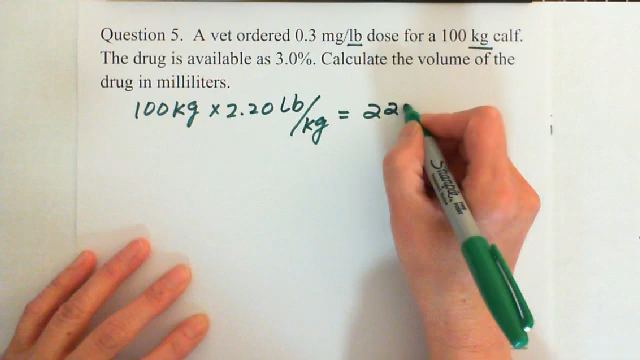 Question 5. A vet ordered 0.3 mg/lb dose for a 100 kg calf.
The drug is available as 3.0%. Calculate the volume of the
drug in milliliters.
100kg × 2.20 lb/kg = 22
Sharpie